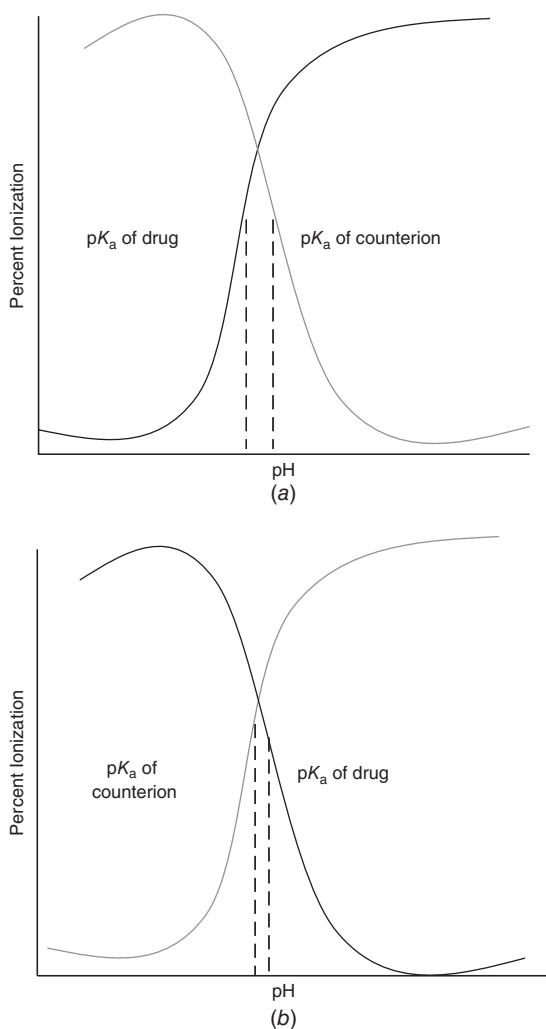 Percent Ionization
pKa of drug
pKa of counterion
pH
(a)
Percent Ionization
pKa of
counterion
pKa of drug
pH
(b)